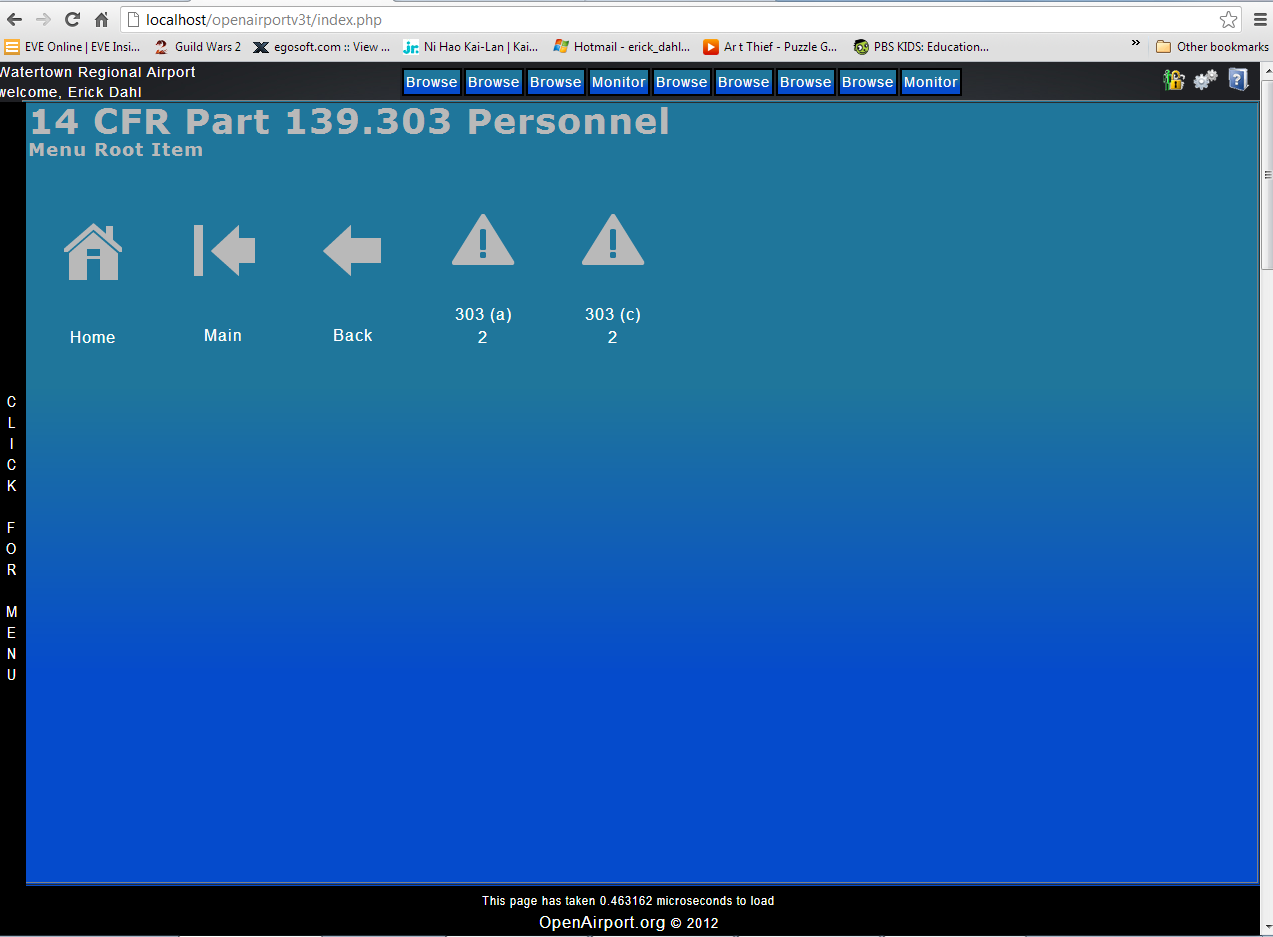 localhost/openairportv3t/index.php
EVE Online | EVE Insi... Guild Wars 2 egosoft.com :: View ... Ni Hao Kai-Lan | Kai... Hotmail - erick_dahl... Art Thief - Puzzle G... PBS KIDS: Education... » Other bookmarks
Watertown Regional Airport
welcome, Erick Dahl
Browse Browse Browse Monitor Browse Browse Browse Browse Monitor
14 CFR Part 139.303 Personnel
Menu Root Item
Home
Main
Back
303 (a)
2
303 (c)
2
C
L
I
C
K
F
O
R
M
E
N
U
This page has taken 0.463162 microseconds to load
OpenAirport.org © 2012